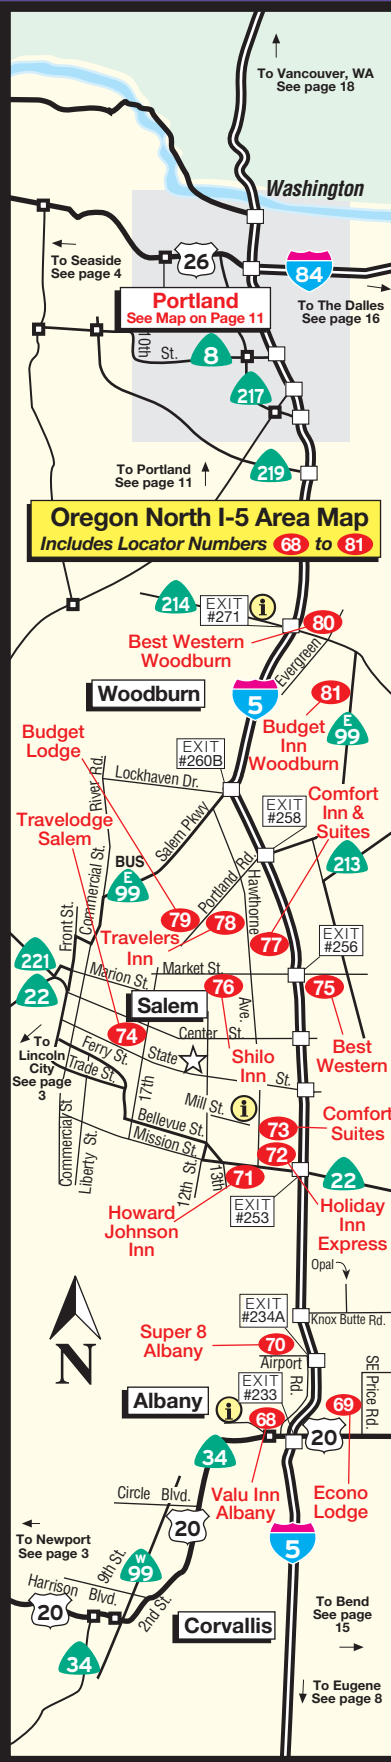 To Vancouver, WA
See page 18
Washington
26
To Seaside
See page 4
84
Portland
See Map on Page 11
To The Dalles
See page 16
10th
St.
8
217
To Portland
See page 11
219
Oregon North I-5 Area Map
Includes Locator Numbers 68 to 81
214
EXIT
#271
i
80
Best Western
Woodburn
Evergreen
Woodburn
5
81
Budget
Inn
Woodburn
E
99
Budget
Lodge
EXIT
#260B
River Rd.
Lockhaven Dr.
Comfort
Inn &
Suites
Travelodge
Salem
Commercial St.
Salem Pkwy
EXIT
#258
BUS
E
99
Portland Rd.
Hawthorne
213
Front St.
79
78
Travelers
Inn
77
EXIT
#256
221
Marion St.
Market St.
22
76
75
Salem
Ave.
74
Center St.
To
Lincoln
City
See page
3
Ferry St.
State
Shilo
Inn
Best
Western
Trade St.
St.
17th
Mill St.
i
Comfort
Suites
73
Commercial St
Liberty St.
Bellevue St.
Mission St.
72
12th St.
13th
71
22
EXIT
#253
Howard
Johnson
Inn
Holiday
Inn
Express
Opal
N
EXIT
#234A
Knox Butte Rd.
Super 8
Albany
70
Airport
Rd.
SE Price Rd.
EXIT
#233
Albany
i
68
69
20
34
Valu Inn
Albany
Econo
Lodge
Circle Blvd.
20
5
To Newport
See page 3
9th St.
W
99
Harrison
Blvd.
2nd St.
20
To Bend
See page
15
Corvallis
34
To Eugene
See page 8